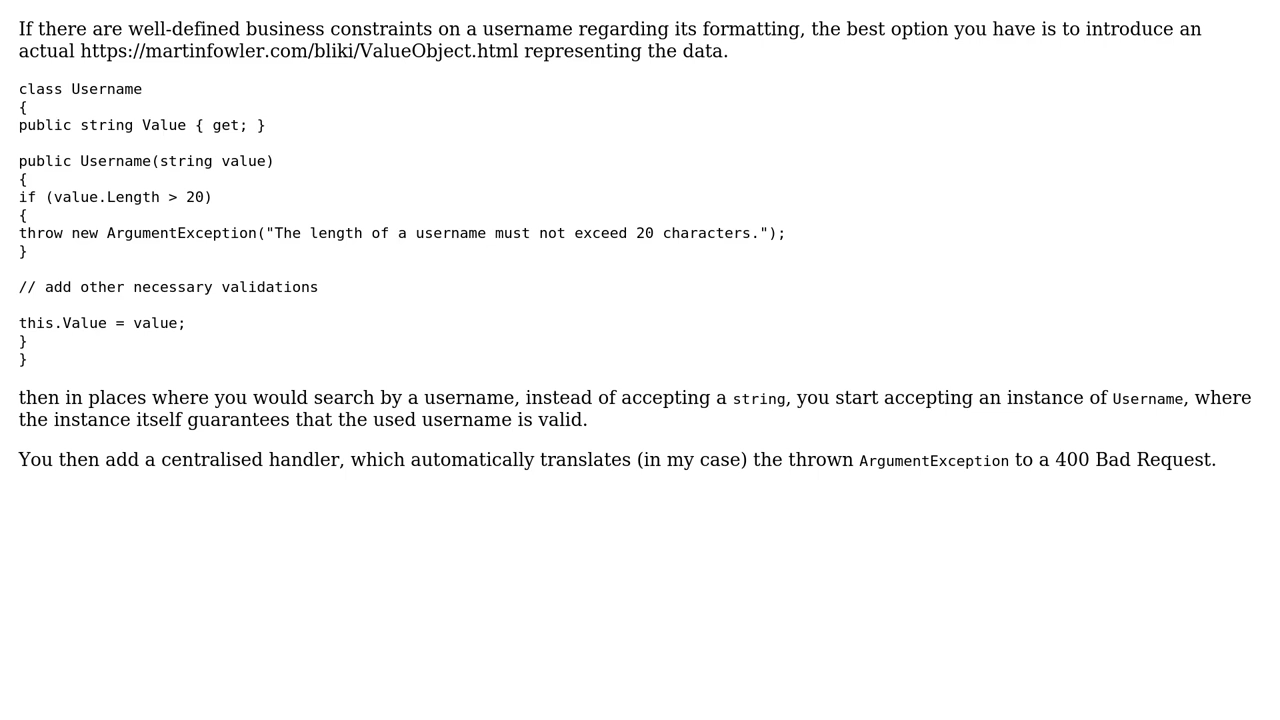 If there are well-defined business constraints on a username regarding its formatting, the best option you have is to introduce an
actual https://martinfowler.com/bliki/ValueObject.html representing the data.
class Username
{
public string Value { get; }
public Username(string value)
{
if (value.Length > 20)
{
throw new ArgumentException("The length of a username must not exceed 20 characters.");
}
// add other necessary validations
this.Value = value;
}
}
then in places where you would search by a username, instead of accepting a string, you start accepting an instance of Username, where
the instance itself guarantees that the used username is valid.
You then add a centralised handler, which automatically translates (in my case) the thrown ArgumentException to a 400 Bad Request.